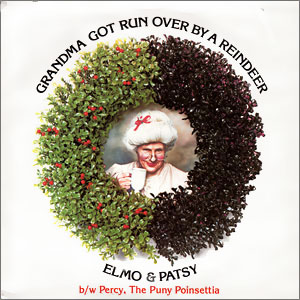 GRANDMA GOT RUN OVER BY A REINDEER
ELMO & PATSY
b/w Percy, The Puny Poinsettia